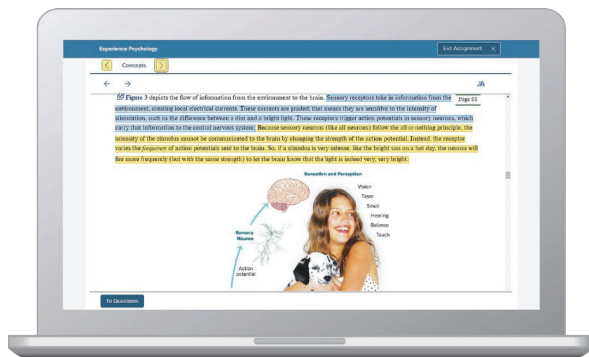 Experience Psychology
Exit Assignment X
Concepts
Page 93
Figure 3 depicts the flow of information from the environment to the brain. Sensory receptors take in information from the
environment, creating local electrical currents. These currents are graded; that means they are sensitive to the intensity of
stimulation, such as the difference between a dim and a bright light. These receptors trigger action potentials in sensory neurons, which
carry that information to the central nervous system. Because sensory neurons (like all neurons) follow the all-or-nothing principle, the
intensity of the stimulus cannot be communicated to the brain by changing the strength of the action potential. Instead, the receptor
varies the frequency of action potentials sent to the brain. So, if a stimulus is very intense, like the bright sun on a hot day, the neuron will
fire more frequently (but with the same strength) to let the brain know that the light is indeed very, very bright.
Sensation and Perception
Vision
Taste
Smell
Hearing
Balance
Touch
Sensory
Neurons
Action
potential
To Questions